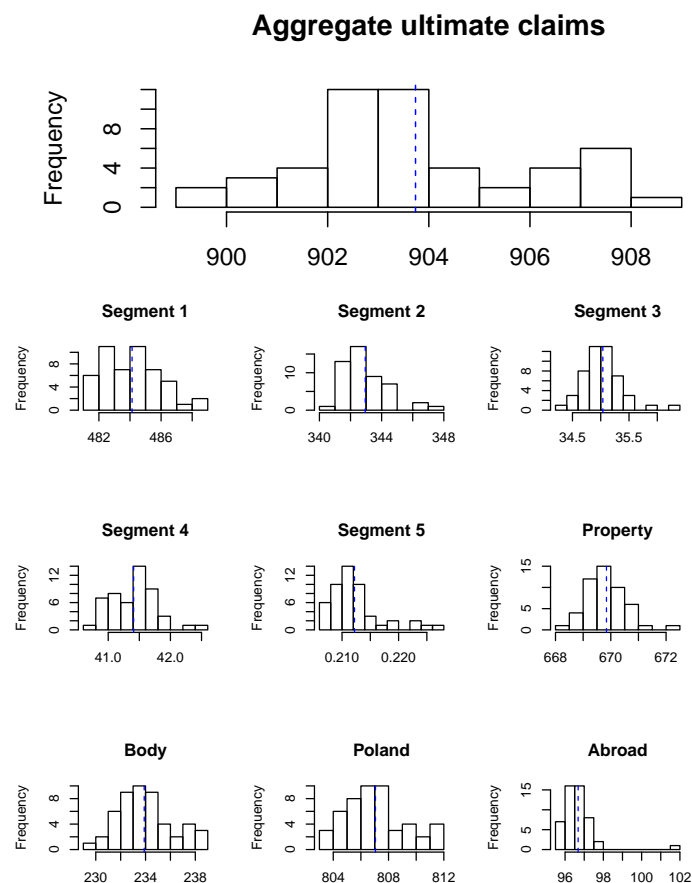 Aggregate ultimate claims
Frequency
0 4 8
900 902 904 906 908
Segment 1 Segment 2 Segment 3
Frequency Frequency Frequency
0 4 8 0 10 0 4 8
482 486 340 344 348 34.5 35.5
Segment 4 Segment 5 Property
Frequency Frequency Frequency
0 6 12 0 6 12 0 5 15
41.0 42.0 0.210 0.220 668 670 672
Body Poland Abroad
Frequency Frequency Frequency
0 4 8 0 4 8 0 5 15
230 234 238 804 808 812 96 98 100 102